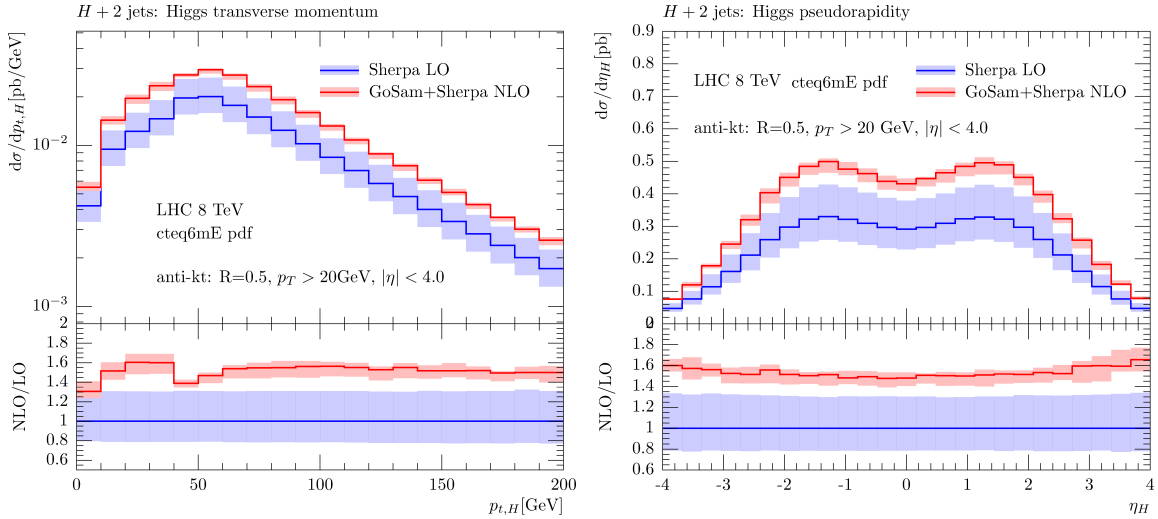 H + 2 jets: Higgs transverse momentum
dσ/dp_{t,H}[pb/GeV]
10^{−2}
10^{−3}
Sherpa LO
GoSam+Sherpa NLO
LHC 8 TeV
cteq6mE pdf
anti-kt: R=0.5, p_T > 20GeV, |η| < 4.0
NLO/LO
2
1.8
1.6
1.4
1.2
1
0.8
0.6
0 50 100 150 200
p_{t,H}[GeV]
H + 2 jets: Higgs pseudorapidity
dσ/dη_H[pb]
0.9
0.8
0.7
0.6
0.5
0.4
0.3
0.2
0.1
0
Sherpa LO
GoSam+Sherpa NLO
LHC 8 TeV cteq6mE pdf
anti-kt: R=0.5, p_T > 20 GeV, |η| < 4.0
NLO/LO
2
1.8
1.6
1.4
1.2
1
0.8
0.6
-4 -3 -2 -1 0 1 2 3 4
η_H